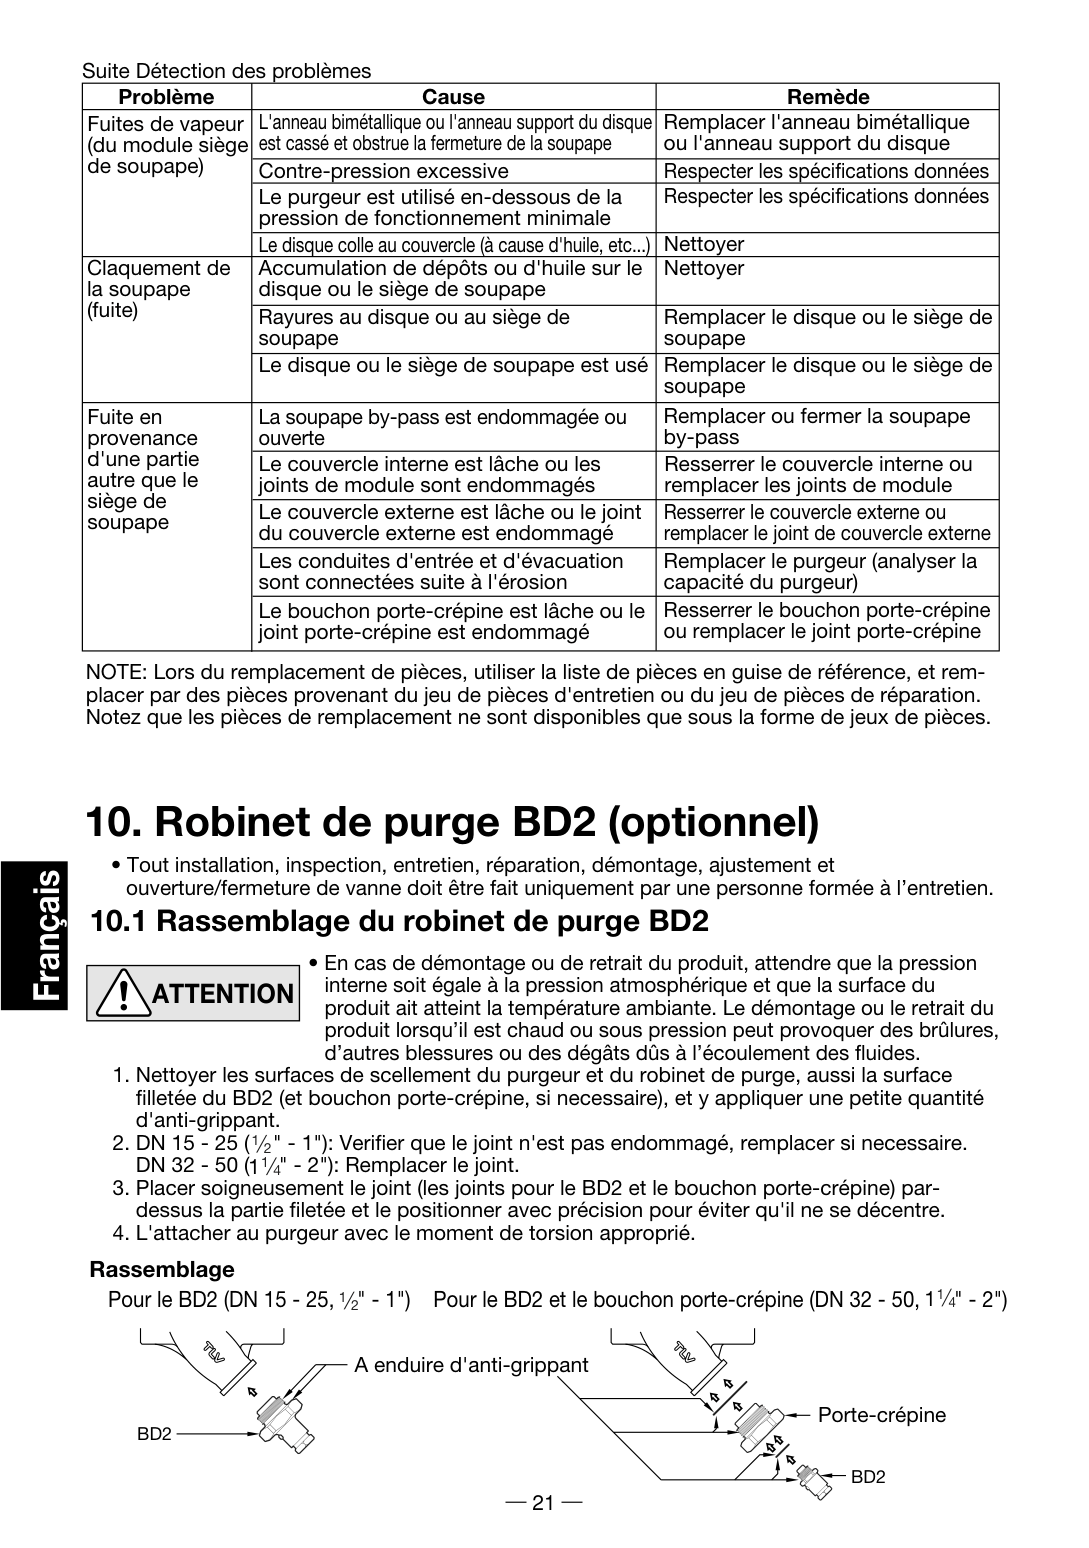 Suite Détection des problèmes
Problème Cause Remède
Fuites de vapeur
(du module siège
de soupape)
L'anneau bimétallique ou l'anneau support du disque
est cassé et obstrue la fermeture de la soupape
Remplacer l'anneau bimétallique
ou l'anneau support du disque
Contre-pression excessive
Respecter les spécifications données
Le purgeur est utilisé en-dessous de la
pression de fonctionnement minimale
Respecter les spécifications données
Le disque colle au couvercle (à cause d'huile, etc...)
Nettoyer
Claquement de
la soupape
(fuite)
Accumulation de dépôts ou d'huile sur le
disque ou le siège de soupape
Nettoyer
Rayures au disque ou au siège de
soupape
Remplacer le disque ou le siège de
soupape
Le disque ou le siège de soupape est usé
Remplacer le disque ou le siège de
soupape
Fuite en
provenance
d'une partie
autre que le
siège de
soupape
La soupape by-pass est endommagée ou
ouverte
Remplacer ou fermer la soupape
by-pass
Le couvercle interne est lâche ou les
joints de module sont endommagés
Resserrer le couvercle interne ou
remplacer les joints de module
Le couvercle externe est lâche ou le joint
du couvercle externe est endommagé
Resserrer le couvercle externe ou
remplacer le joint de couvercle externe
Les conduites d'entrée et d'évacuation
sont connectées suite à l'érosion
Remplacer le purgeur (analyser la
capacité du purgeur)
Le bouchon porte-crépine est lâche ou le
joint porte-crépine est endommagé
Resserrer le bouchon porte-crépine
ou remplacer le joint porte-crépine
NOTE: Lors du remplacement de pièces, utiliser la liste de pièces en guise de référence, et rem-
placer par des pièces provenant du jeu de pièces d'entretien ou du jeu de pièces de réparation.
Notez que les pièces de remplacement ne sont disponibles que sous la forme de jeux de pièces.
10. Robinet de purge BD2 (optionnel)
• Tout installation, inspection, entretien, réparation, démontage, ajustement et
ouverture/fermeture de vanne doit être fait uniquement par une personne formée à l’entretien.
Français
10.1 Rassemblage du robinet de purge BD2
ATTENTION
• En cas de démontage ou de retrait du produit, attendre que la pression
interne soit égale à la pression atmosphérique et que la surface du
produit ait atteint la température ambiante. Le démontage ou le retrait du
produit lorsqu’il est chaud ou sous pression peut provoquer des brûlures,
d’autres blessures ou des dégâts dûs à l’écoulement des fluides.
1. Nettoyer les surfaces de scellement du purgeur et du robinet de purge, aussi la surface
filletée du BD2 (et bouchon porte-crépine, si necessaire), et y appliquer une petite quantité
d'anti-grippant.
2. DN 15 - 25 (1/2" - 1"): Verifier que le joint n'est pas endommagé, remplacer si necessaire.
DN 32 - 50 (1 1/4" - 2"): Remplacer le joint.
3. Placer soigneusement le joint (les joints pour le BD2 et le bouchon porte-crépine) par-
dessus la partie filetée et le positionner avec précision pour éviter qu'il ne se décentre.
4. L'attacher au purgeur avec le moment de torsion approprié.
Rassemblage
Pour le BD2 (DN 15 - 25, 1/2" - 1") Pour le BD2 et le bouchon porte-crépine (DN 32 - 50, 1 1/4" - 2")
TLV
TLV
A enduire d'anti-grippant
Porte-crépine
BD2
BD2
— 21 —